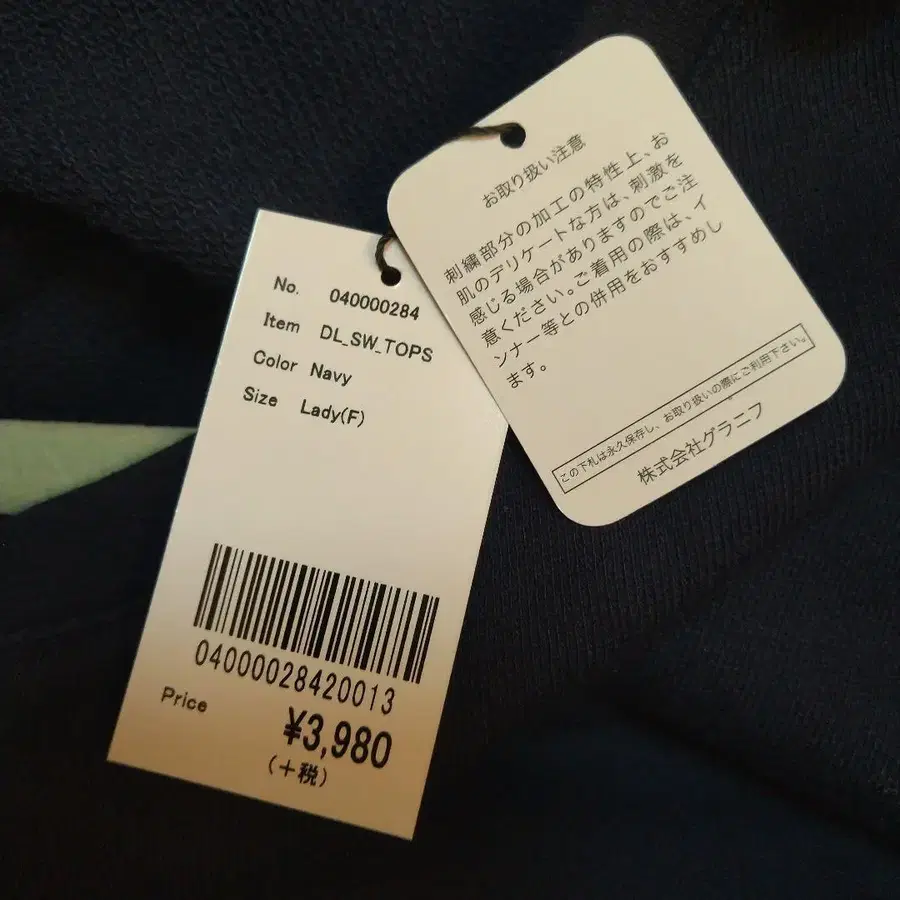 No. 040000284
Item DL_SW_TOPS
Color Navy
Size Lady(F)
04000028420013
Price
¥3,980
(+税)
お取り扱い注意
刺繍部分の加工の特性上、お
肌のデリケートな方は、刺激を
感じる場合がありますのでご注
意ください。ご着用の際は、イ
ンナー等との併用をおすすめし
ます。
この下札は永久保存し、お取り扱いの際にご利用下さい。
株式会社グラニフ